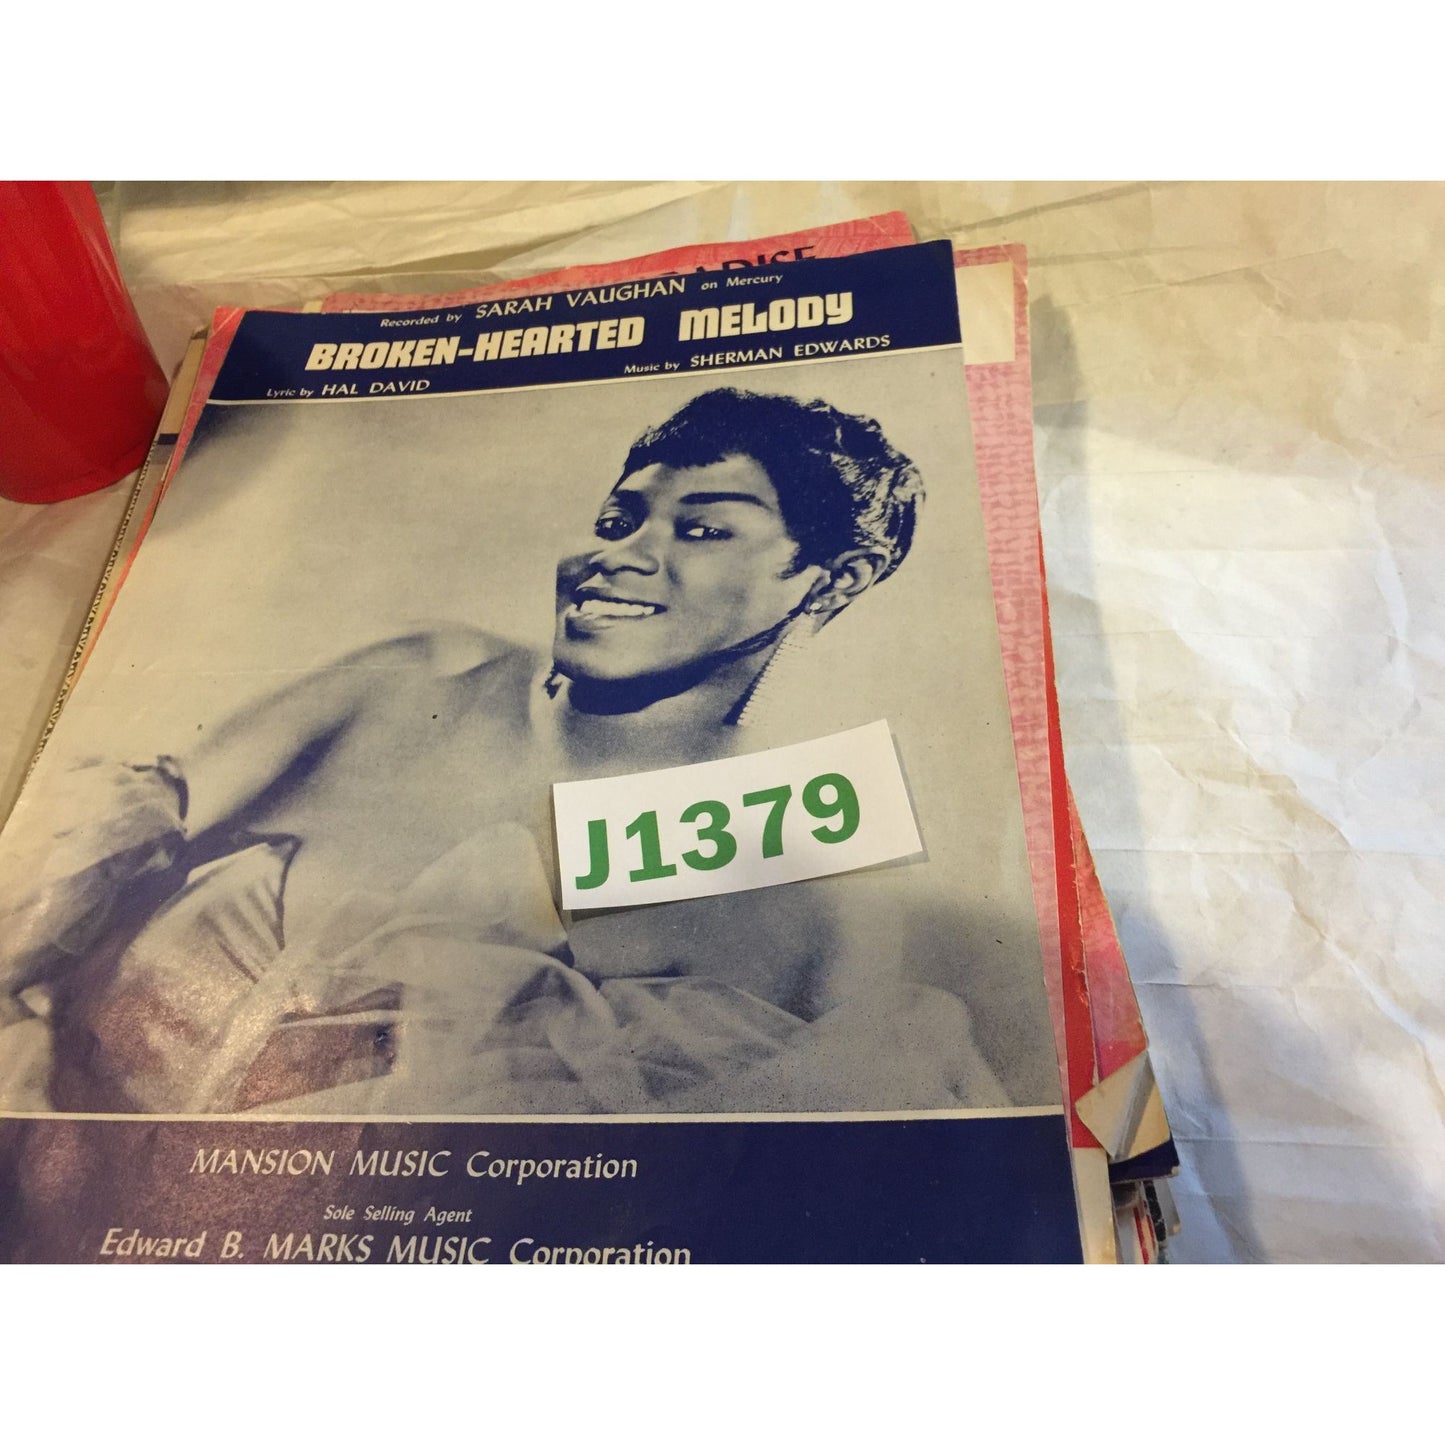 Recorded by SARAH VAUGHAN on Mercury
BROKEN-HEARTED MELODY
Lyric by HAL DAVID
Music by SHERMAN EDWARDS
J1379
MANSION MUSIC Corporation
Sole Selling Agent
Edward B. MARKS MUSIC Corporation